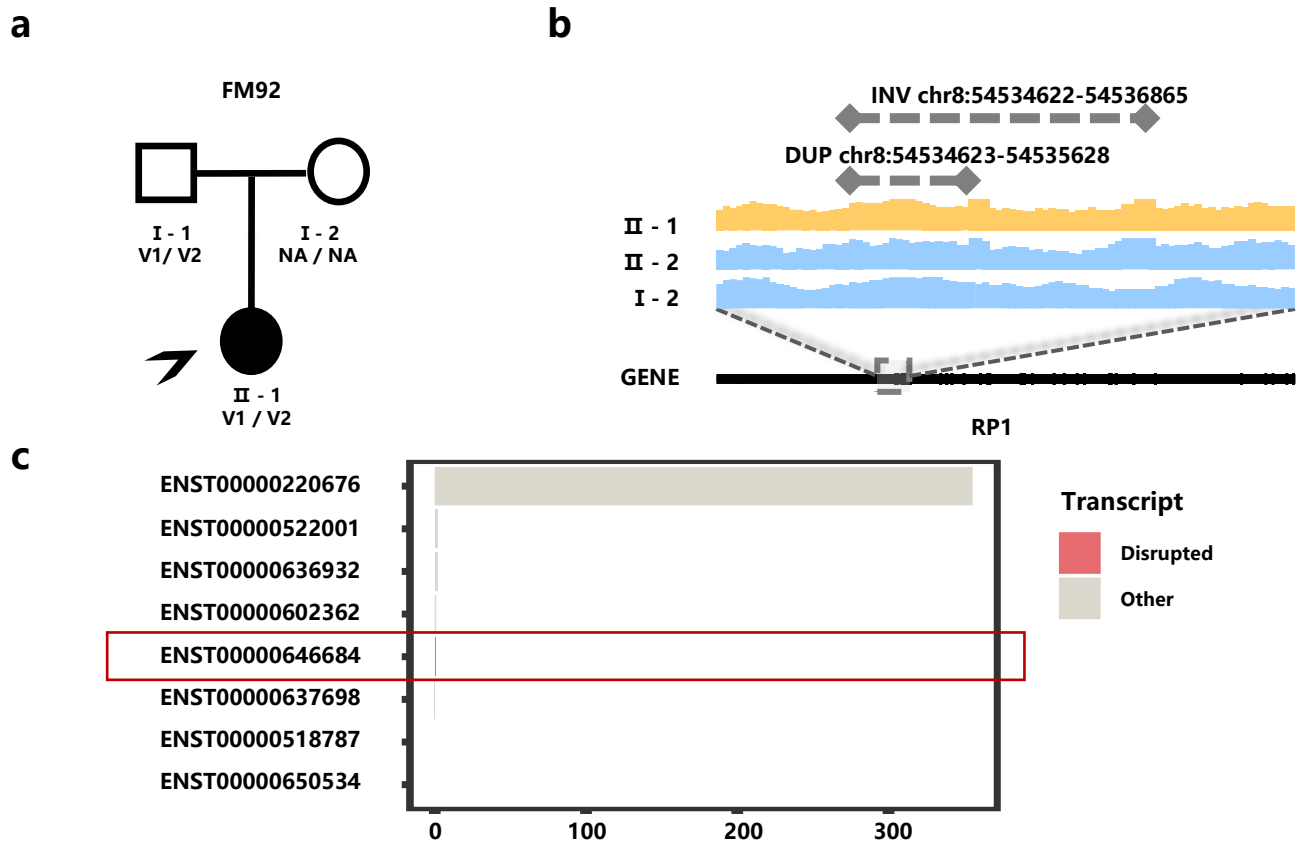 a
FM92
I - 1
V1/ V2
I - 2
NA / NA
II - 1
V1 / V2
b
INV chr8:54534622-54536865
DUP chr8:54534623-54535628
II - 1
II - 2
I - 2
GENE
RP1
c
ENST00000220676
ENST00000522001
ENST00000636932
ENST00000602362
ENST00000646684
ENST00000637698
ENST00000518787
ENST00000650534
0 100 200 300
Transcript
Disrupted
Other